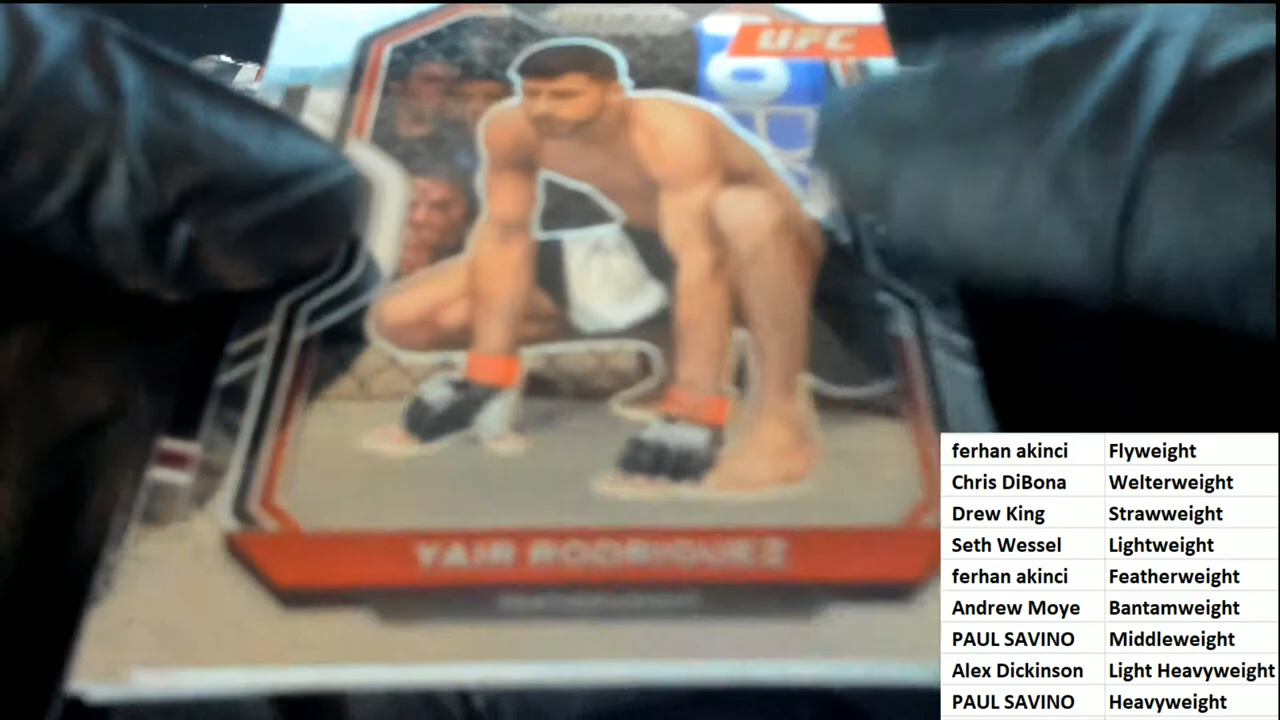 UFC
YAIR RODRIGUEZ
FEATHERWEIGHT
ferhan akinci Flyweight
Chris DiBona Welterweight
Drew King Strawweight
Seth Wessel Lightweight
ferhan akinci Featherweight
Andrew Moye Bantamweight
PAUL SAVINO Middleweight
Alex Dickinson Light Heavyweight
PAUL SAVINO Heavyweight